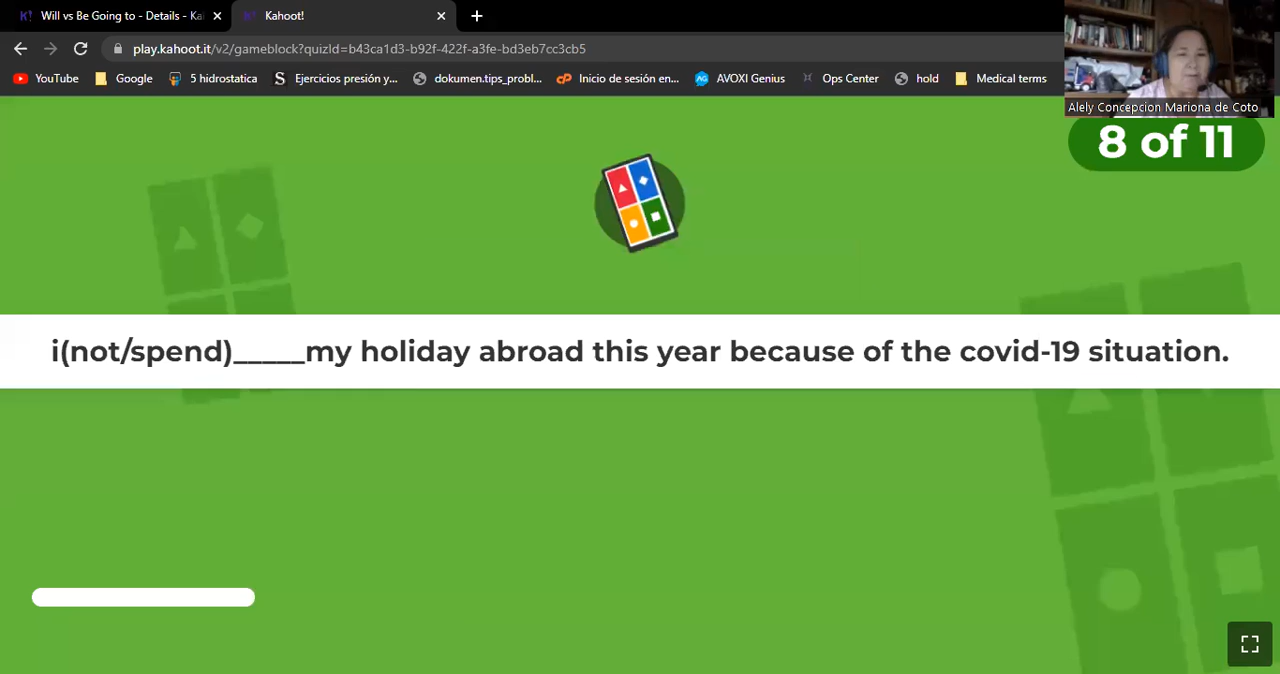 Will vs Be Going to - Details - Ka
Kahoot!
play.kahoot.it/v2/gameblock?quizId=b43ca1d3-b92f-422f-a3fe-bd3eb7cc3cb5
YouTube Google 5 hidrostatica Ejercicios presión y... dokumen.tips_probl... Inicio de sesión en... AVOXI Genius Ops Center hold Medical terms
Alely Concepcion Mariona de Coto
8 of 11
i(not/spend)_____my holiday abroad this year because of the covid-19 situation.